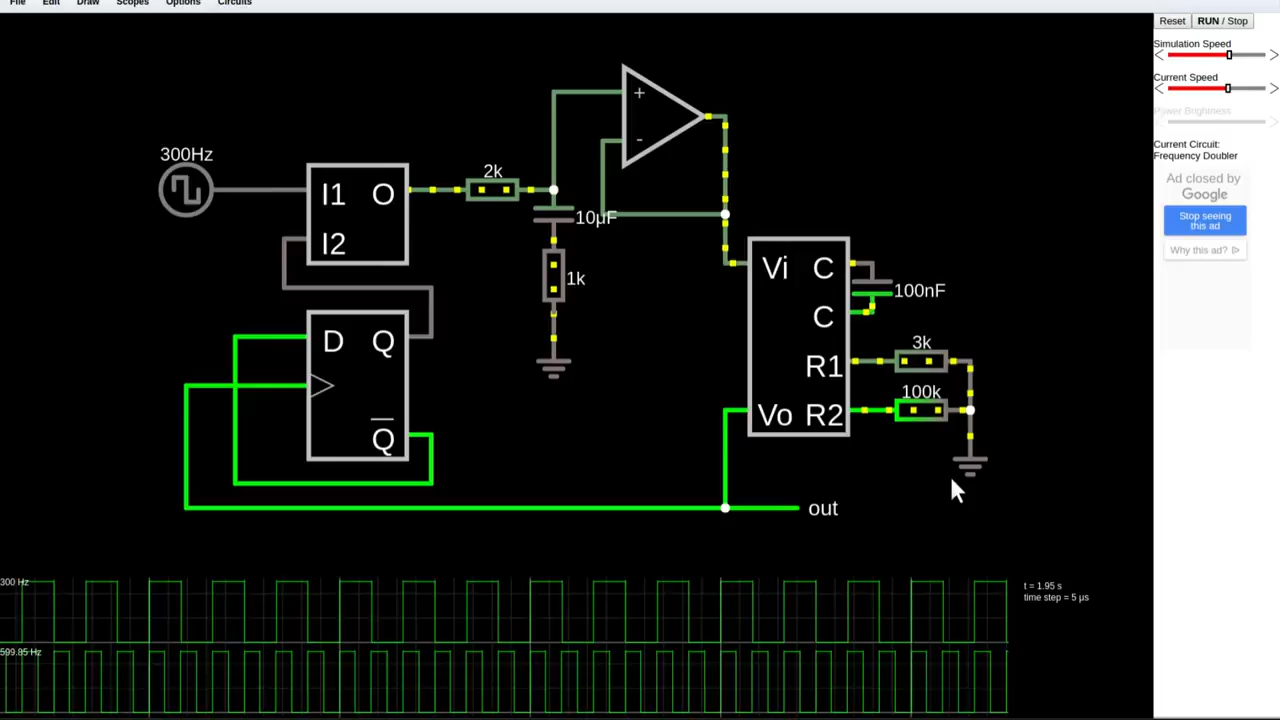 File Edit Draw Scopes Options Circuits
Reset RUN / Stop
Simulation Speed
Current Speed
Power Brightness
Current Circuit:
Frequency Doubler
Ad closed by
Google
Stop seeing
this ad
Why this ad?
300Hz
I1 O
I2
2k
10µF
1k
+
-
D Q
Q
Vi C
C
R1
Vo R2
100nF
3k
100k
out
300 Hz
599.85 Hz
t = 1.95 s
time step = 5 µs